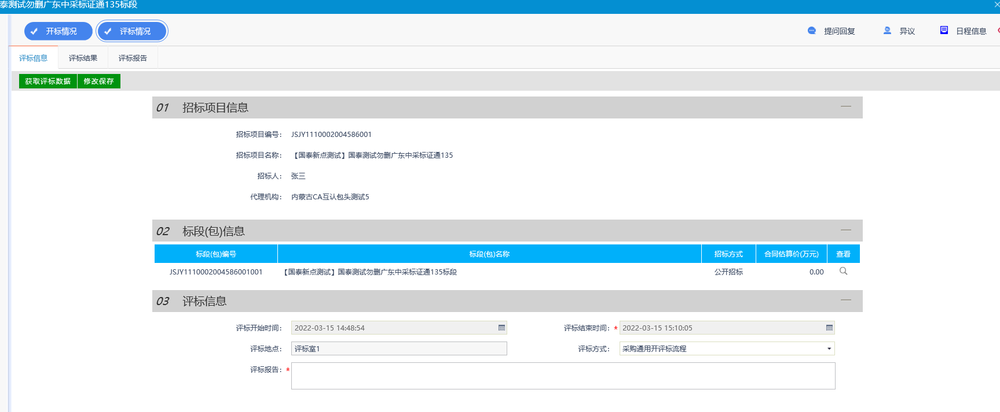 泰测试勿删广东中采标证通135标段
开标情况 评标情况 提问回复 异议 日程信息
评标信息 评标结果 评标报告
获取评标数据 修改保存
01 招标项目信息
招标项目编号： JSJY1110002004586001
招标项目名称： 【国泰新点测试】国泰测试勿删广东中采标证通135
招标人： 张三
代理机构： 内蒙古CA互认包头测试5
02 标段(包)信息
标段(包)编号 标段(包)名称 招标方式 合同估算价(万元) 查看
JSJY1110002004586001001 【国泰新点测试】国泰测试勿删广东中采标证通135标段 公开招标 0.00
03 评标信息
评标开始时间： 2022-03-15 14:48:54 评标结束时间： * 2022-03-15 15:10:05
评标地点： 评标室1 评标方式： 采购通用开评标流程
评标报告： *